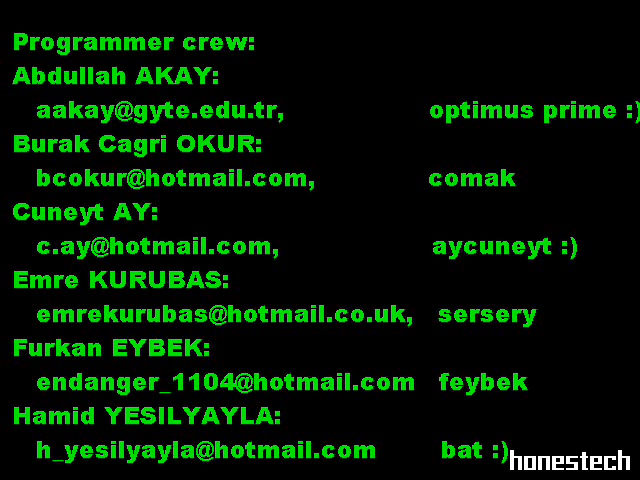 Programmer crew:
Abdullah AKAY:
aakay@gyte.edu.tr, optimus prime :)
Burak Cagri OKUR:
bcokur@hotmail.com, comak
Cuneyt AY:
c.ay@hotmail.com, aycuneyt :)
Emre KURUBAS:
emrekurubas@hotmail.co.uk, sersery
Furkan EYBEK:
endanger_1104@hotmail.com feybek
Hamid YESILYAYLA:
h_yesilyayla@hotmail.com bat :)
honestech